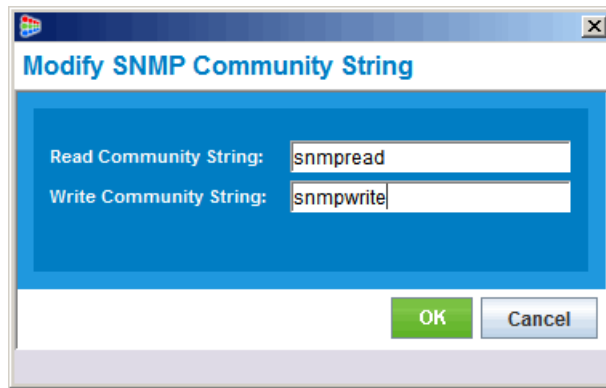 Modify SNMP Community String
Read Community String: snmpread
Write Community String: snmpwrite
OK Cancel